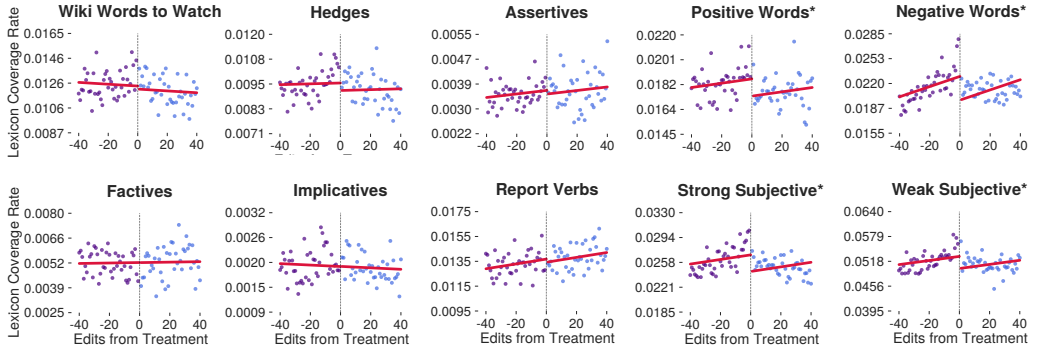 Wiki Words to Watch
Hedges
Assertives
Positive Words*
Negative Words*
Lexicon Coverage Rate
0.0165
0.0146
0.0126
0.0106
0.0087
-40 -20 0 20 40
0.0120
0.0108
0.0095
0.0083
0.0071
-40 -20 0 20 40
0.0055
0.0047
0.0039
0.0030
0.0022
-40 -20 0 20 40
0.0220
0.0201
0.0182
0.0164
0.0145
-40 -20 0 20 40
0.0285
0.0253
0.0220
0.0187
0.0155
-40 -20 0 20 40
Factives
Implicatives
Report Verbs
Strong Subjective*
Weak Subjective*
Lexicon Coverage Rate
0.0080
0.0066
0.0052
0.0039
0.0025
-40 -20 0 20 40
Edits from Treatment
0.0032
0.0026
0.0020
0.0015
0.0009
-40 -20 0 20 40
Edits from Treatment
0.0175
0.0155
0.0135
0.0115
0.0095
-40 -20 0 20 40
Edits from Treatment
0.0330
0.0294
0.0258
0.0221
0.0185
-40 -20 0 20 40
Edits from Treatment
0.0640
0.0579
0.0518
0.0456
0.0395
-40 -20 0 20 40
Edits from Treatment